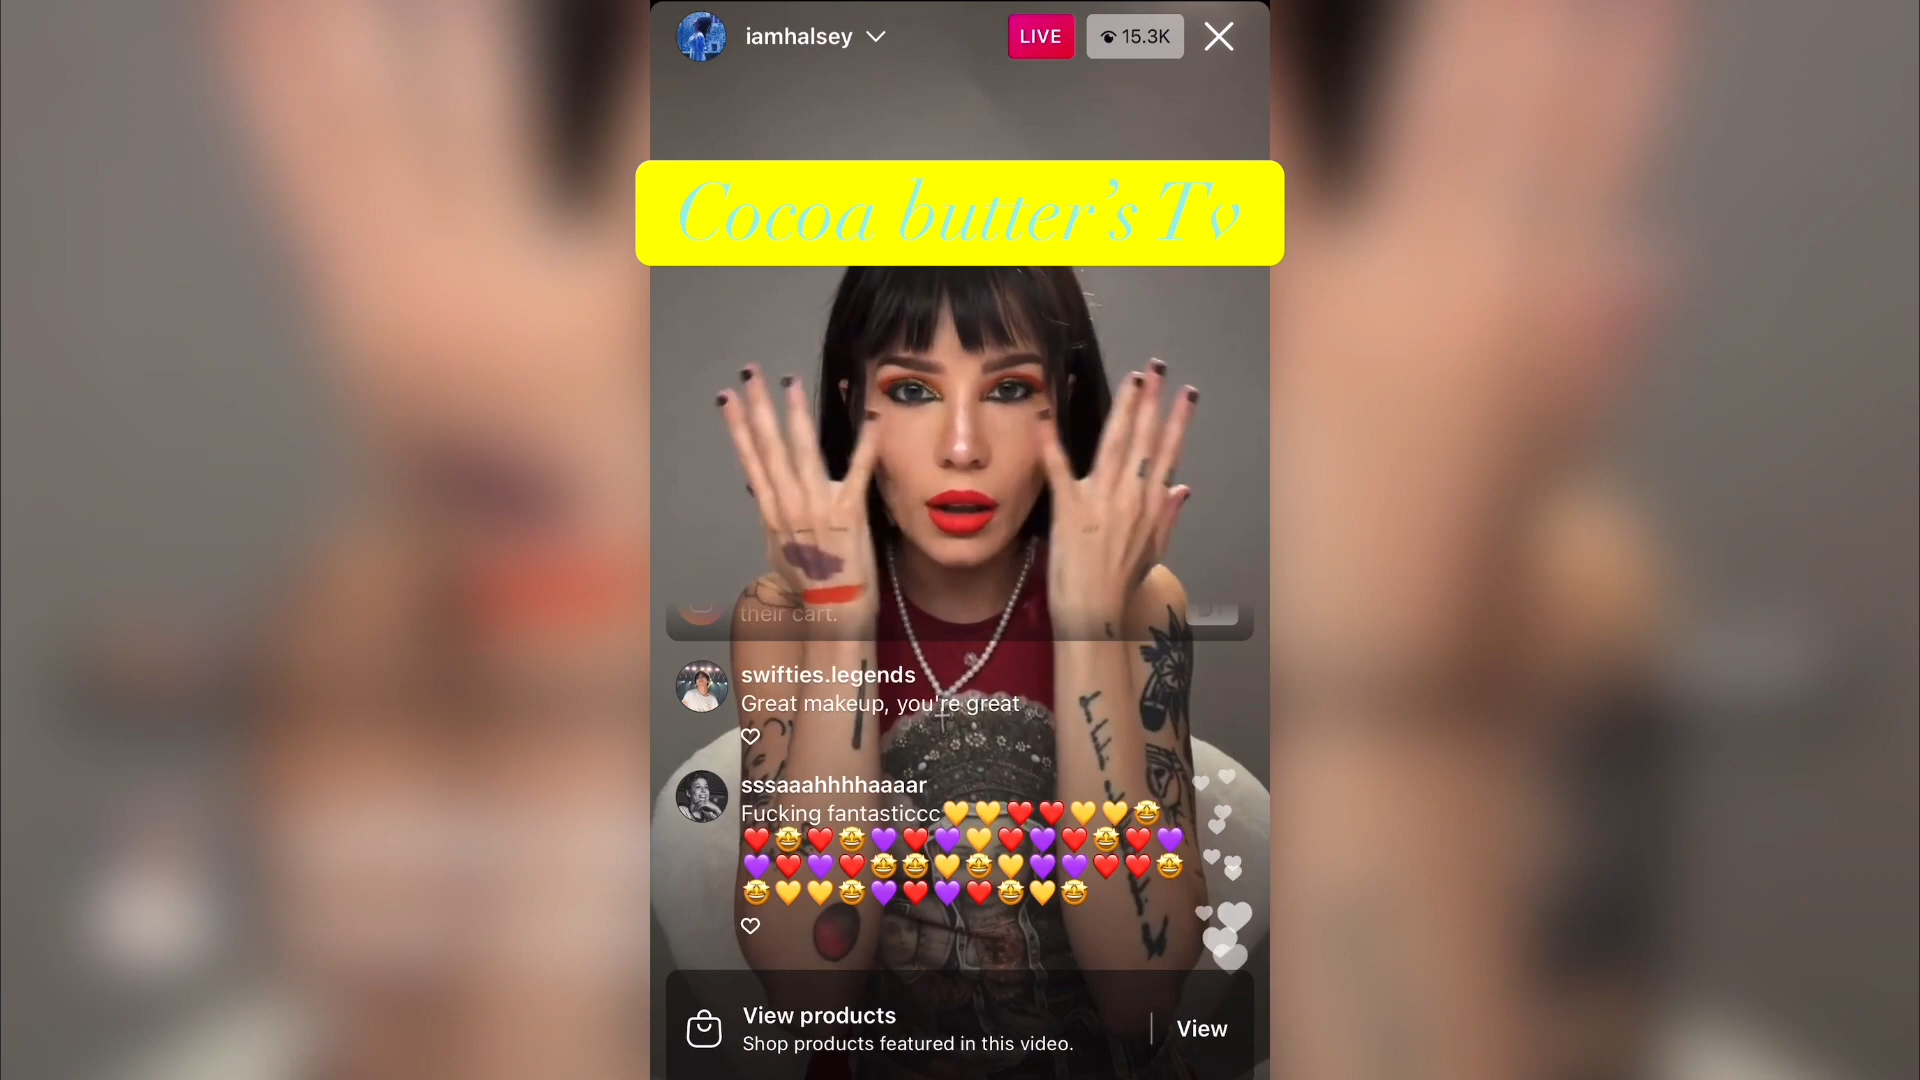 iamhalsey
LIVE
15.3K
Cocoa butter's Tv
their cart.
swifties.legends
Great makeup, you're great
sssaaahhhhaaaar
Fucking fantasticcc💛💛❤️❤️💛💛🤩
❤️🤩❤️🤩💜❤️💜💛❤️💜❤️🤩❤️💜
💜❤️💜❤️🤩🤩💛🤩💛💜💜❤️❤️🤩
🤩💛💛🤩💜❤️💜❤️🤩💛🤩
View products
Shop products featured in this video.
View